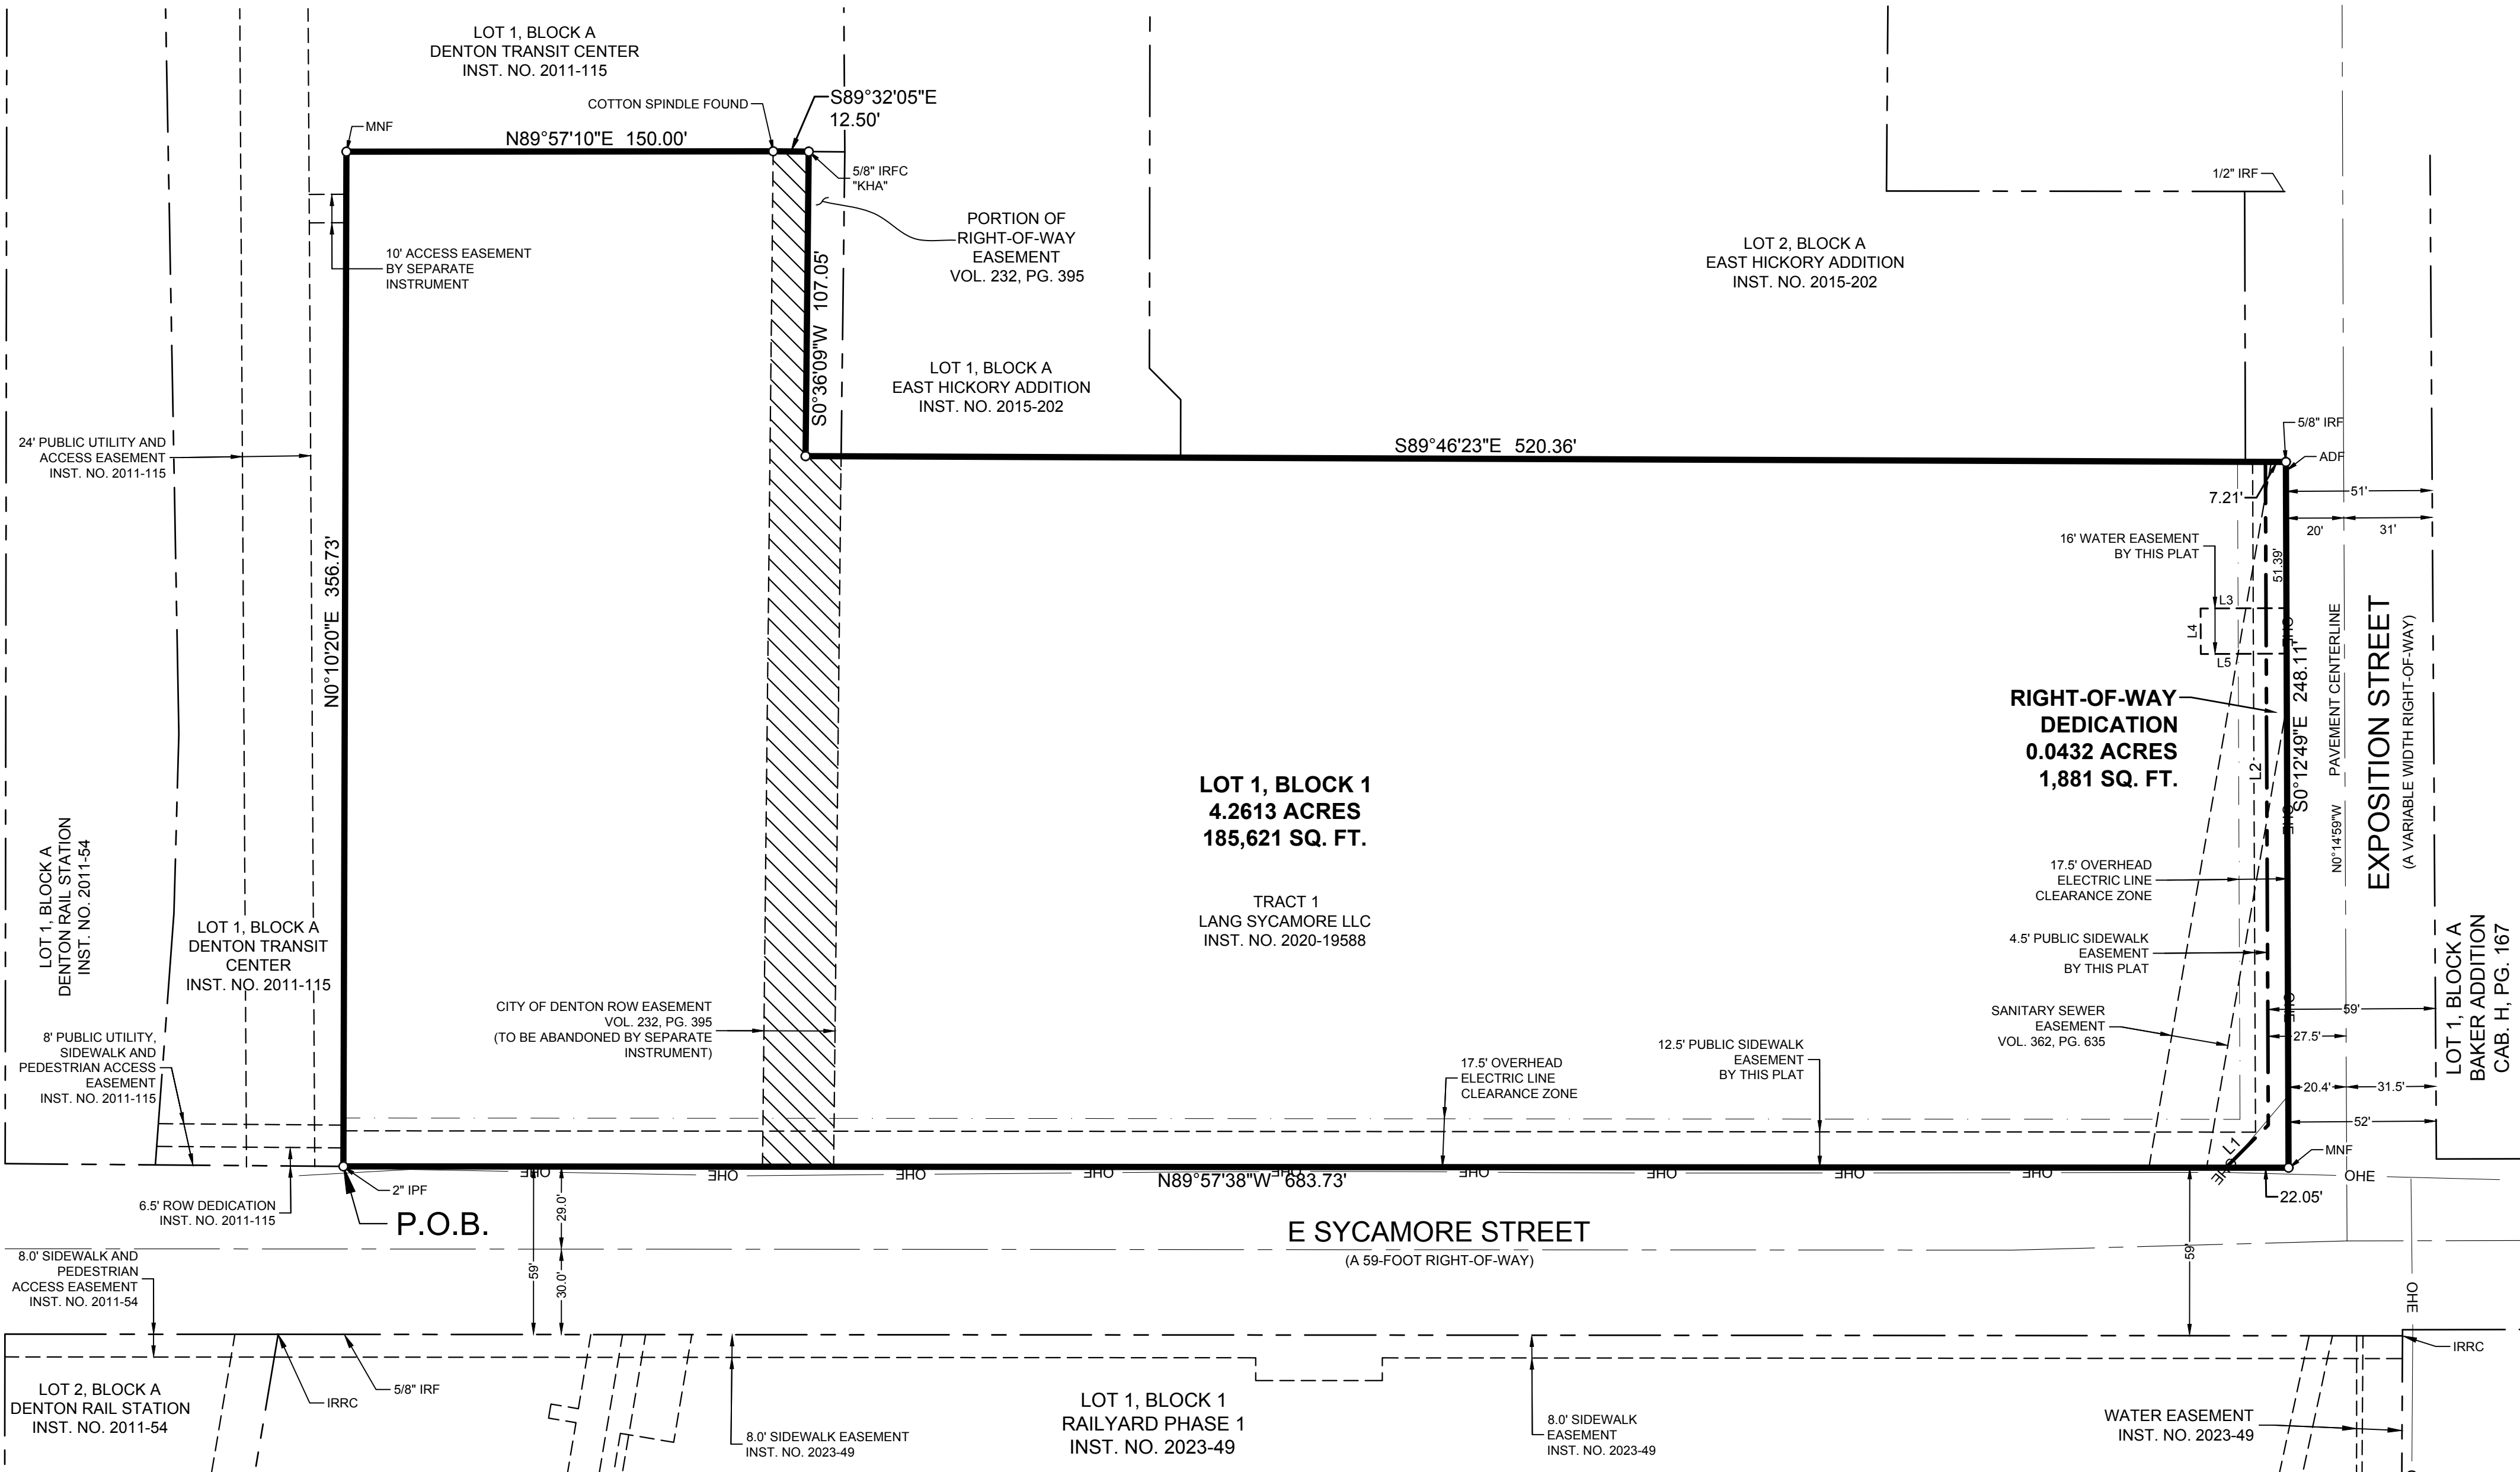 LOT 1, BLOCK A
DENTON TRANSIT CENTER
INST. NO. 2011-115
COTTON SPINDLE FOUND
S89°32'05"E
12.50'
MNF
N89°57'10"E 150.00'
5/8" IRFC
"KHA"
1/2" IRF
PORTION OF
RIGHT-OF-WAY
EASEMENT
VOL. 232, PG. 395
10' ACCESS EASEMENT
BY SEPARATE
INSTRUMENT
S0°36'09"W 107.05'
LOT 2, BLOCK A
EAST HICKORY ADDITION
INST. NO. 2015-202
LOT 1, BLOCK A
EAST HICKORY ADDITION
INST. NO. 2015-202
24' PUBLIC UTILITY AND
ACCESS EASEMENT
INST. NO. 2011-115
S89°46'23"E 520.36'
5/8" IRF
ADF
7.21'
51'
20'
31'
16' WATER EASEMENT
BY THIS PLAT
51.39'
L3
L4
L5
OHE
N0°10'20"E 356.73'
S0°12'49"E 248.11'
PAVEMENT CENTERLINE
N0°14'59"W
EXPOSITION STREET
(A VARIABLE WIDTH RIGHT-OF-WAY)
RIGHT-OF-WAY
DEDICATION
0.0432 ACRES
1,881 SQ. FT.
L2
OHE
LOT 1, BLOCK 1
4.2613 ACRES
185,621 SQ. FT.
TRACT 1
LANG SYCAMORE LLC
INST. NO. 2020-19588
17.5' OVERHEAD
ELECTRIC LINE
CLEARANCE ZONE
4.5' PUBLIC SIDEWALK
EASEMENT
BY THIS PLAT
LOT 1, BLOCK A
DENTON RAIL STATION
INST. NO. 2011-54
LOT 1, BLOCK A
DENTON TRANSIT
CENTER
INST. NO. 2011-115
LOT 1, BLOCK A
BAKER ADDITION
CAB. H, PG. 167
CITY OF DENTON ROW EASEMENT
VOL. 232, PG. 395
(TO BE ABANDONED BY SEPARATE
INSTRUMENT)
SANITARY SEWER
EASEMENT
VOL. 362, PG. 635
OHE
59'
27.5'
8' PUBLIC UTILITY,
SIDEWALK AND
PEDESTRIAN ACCESS
EASEMENT
INST. NO. 2011-115
17.5' OVERHEAD
ELECTRIC LINE
CLEARANCE ZONE
12.5' PUBLIC SIDEWALK
EASEMENT
BY THIS PLAT
20.4'
31.5'
52'
L1
MNF
OHE
OHE OHE OHE OHE OHE OHE OHE OHE OHE
N89°57'38"W 683.73'
OHE
22.05'
2" IPF
6.5' ROW DEDICATION
INST. NO. 2011-115
P.O.B.
29.0'
30.0'
59'
E SYCAMORE STREET
(A 59-FOOT RIGHT-OF-WAY)
59'
8.0' SIDEWALK AND
PEDESTRIAN
ACCESS EASEMENT
INST. NO. 2011-54
OHE
IRRC
LOT 2, BLOCK A
DENTON RAIL STATION
INST. NO. 2011-54
IRRC
5/8" IRF
8.0' SIDEWALK EASEMENT
INST. NO. 2023-49
LOT 1, BLOCK 1
RAILYARD PHASE 1
INST. NO. 2023-49
8.0' SIDEWALK
EASEMENT
INST. NO. 2023-49
WATER EASEMENT
INST. NO. 2023-49